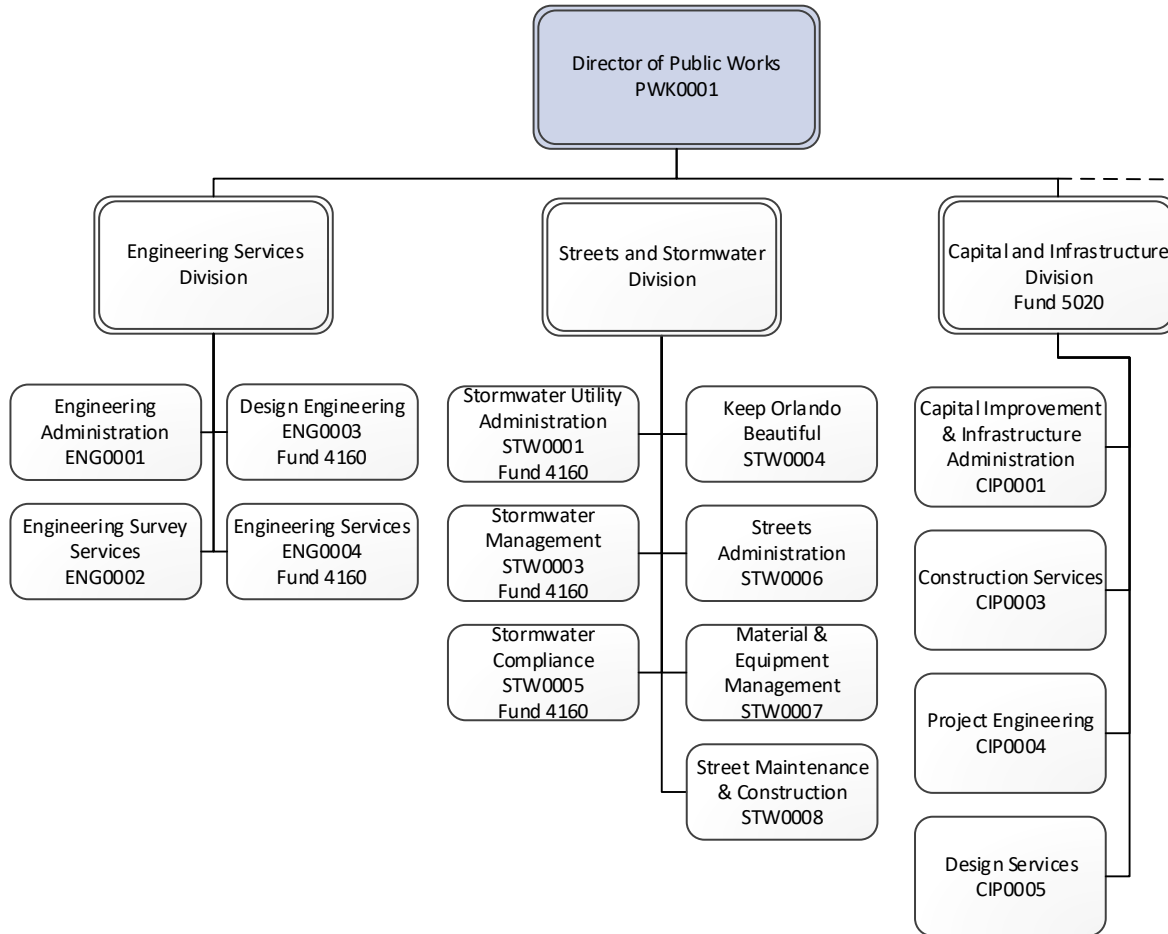 Director of Public Works
PWK0001
Engineering Services
Division
Streets and Stormwater
Division
Capital and Infrastructure
Division
Fund 5020
Engineering
Administration
ENG0001
Design Engineering
ENG0003
Fund 4160
Engineering Survey
Services
ENG0002
Engineering Services
ENG0004
Fund 4160
Stormwater Utility
Administration
STW0001
Fund 4160
Keep Orlando
Beautiful
STW0004
Stormwater
Management
STW0003
Fund 4160
Streets
Administration
STW0006
Stormwater
Compliance
STW0005
Fund 4160
Material &
Equipment
Management
STW0007
Street Maintenance
& Construction
STW0008
Capital Improvement
& Infrastructure
Administration
CIP0001
Construction Services
CIP0003
Project Engineering
CIP0004
Design Services
CIP0005